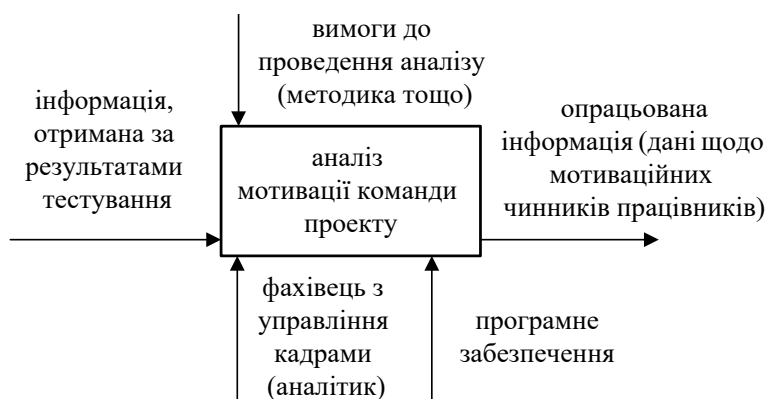 вимоги до
проведення аналізу
(методика тощо)
інформація,
отримана за
результатами
тестування
аналіз
мотивації команди
проекту
опрацьована
інформація (дані щодо
мотиваційних
чинників працівників)
фахівець з
управління
кадрами
(аналітик)
програмне
забезпечення